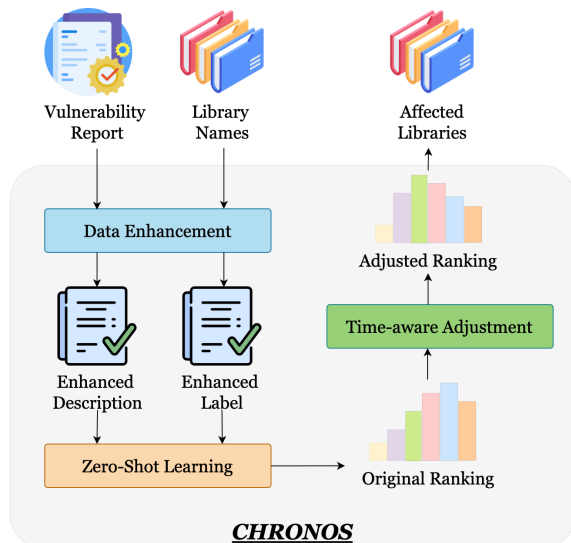 Vulnerability
Report
Library
Names
Affected
Libraries
Data Enhancement
Adjusted Ranking
Time-aware Adjustment
Enhanced
Description
Enhanced
Label
Zero-Shot Learning
Original Ranking
CHRONOS